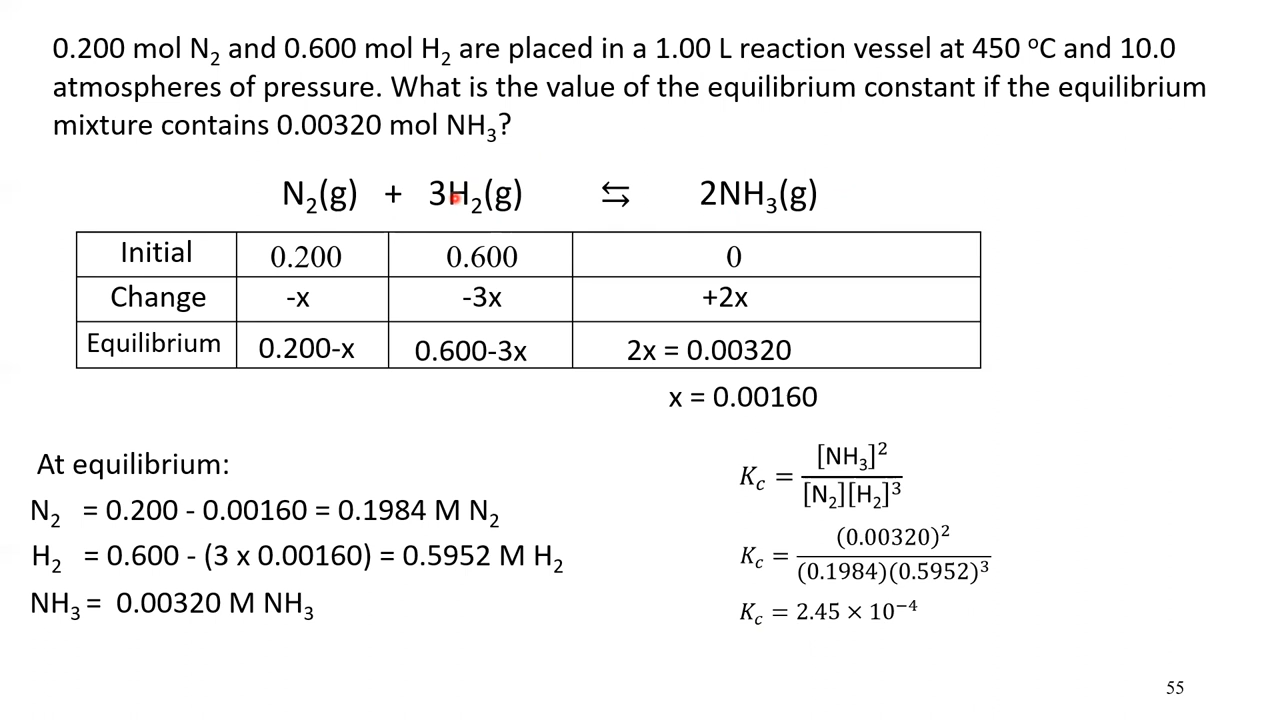 0.200 mol N₂ and 0.600 mol H₂ are placed in a 1.00 L reaction vessel at 450 ºC and 10.0
atmospheres of pressure. What is the value of the equilibrium constant if the equilibrium
mixture contains 0.00320 mol NH₃?
N₂(g) + 3H₂(g) ⇆ 2NH₃(g)
Initial 0.200 0.600 0
Change -x -3x +2x
Equilibrium 0.200-x 0.600-3x 2x = 0.00320
x = 0.00160
At equilibrium:
N₂ = 0.200 - 0.00160 = 0.1984 M N₂
H₂ = 0.600 - (3 x 0.00160) = 0.5952 M H₂
NH₃ = 0.00320 M NH₃
K_c = [NH₃]² / [N₂][H₂]³
K_c = (0.00320)² / (0.1984)(0.5952)³
K_c = 2.45 × 10⁻⁴
55